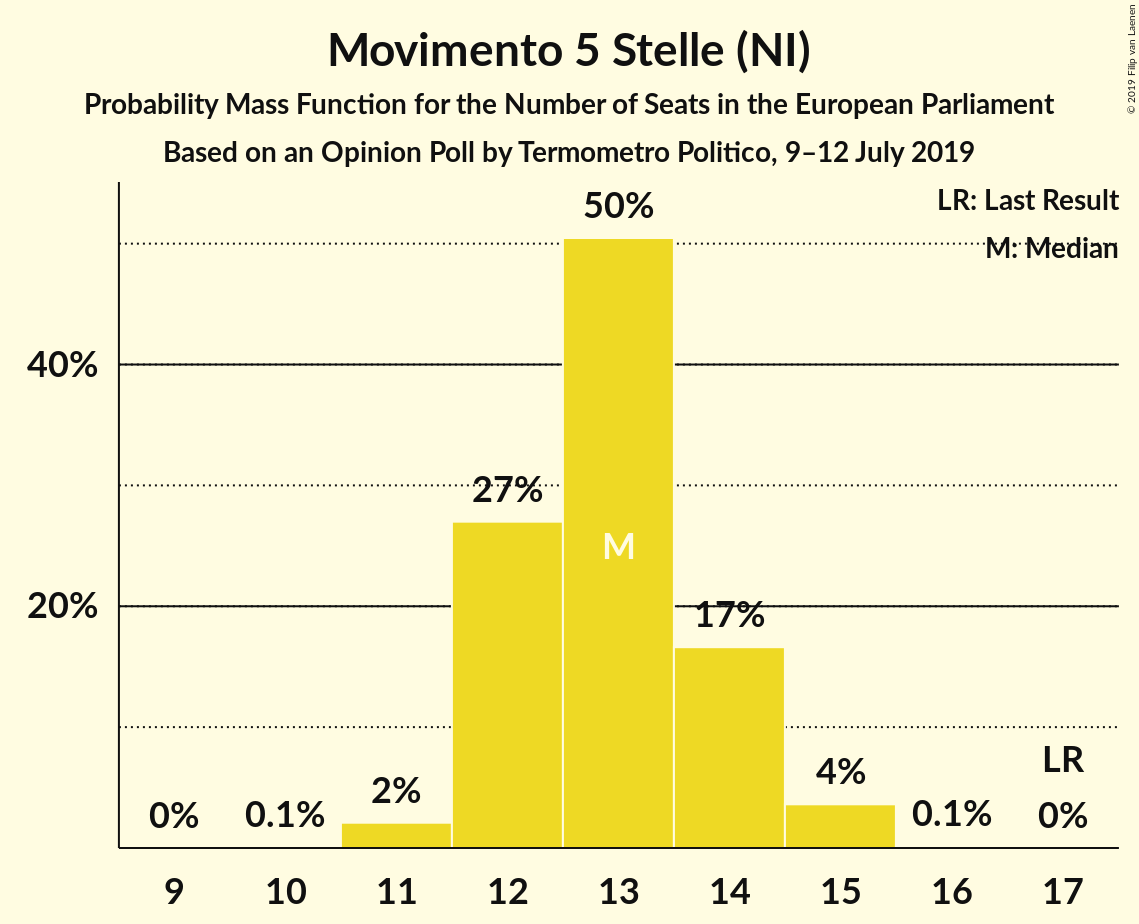 Movimento 5 Stelle (NI)
Probability Mass Function for the Number of Seats in the European Parliament
Based on an Opinion Poll by Termometro Politico, 9–12 July 2019
© 2019 Filip van Laenen
LR: Last Result
M: Median
50%
40%
27%
M
20%
17%
LR
4%
2%
0%
0.1%
0.1%
0%
9
10
11
12
13
14
15
16
17